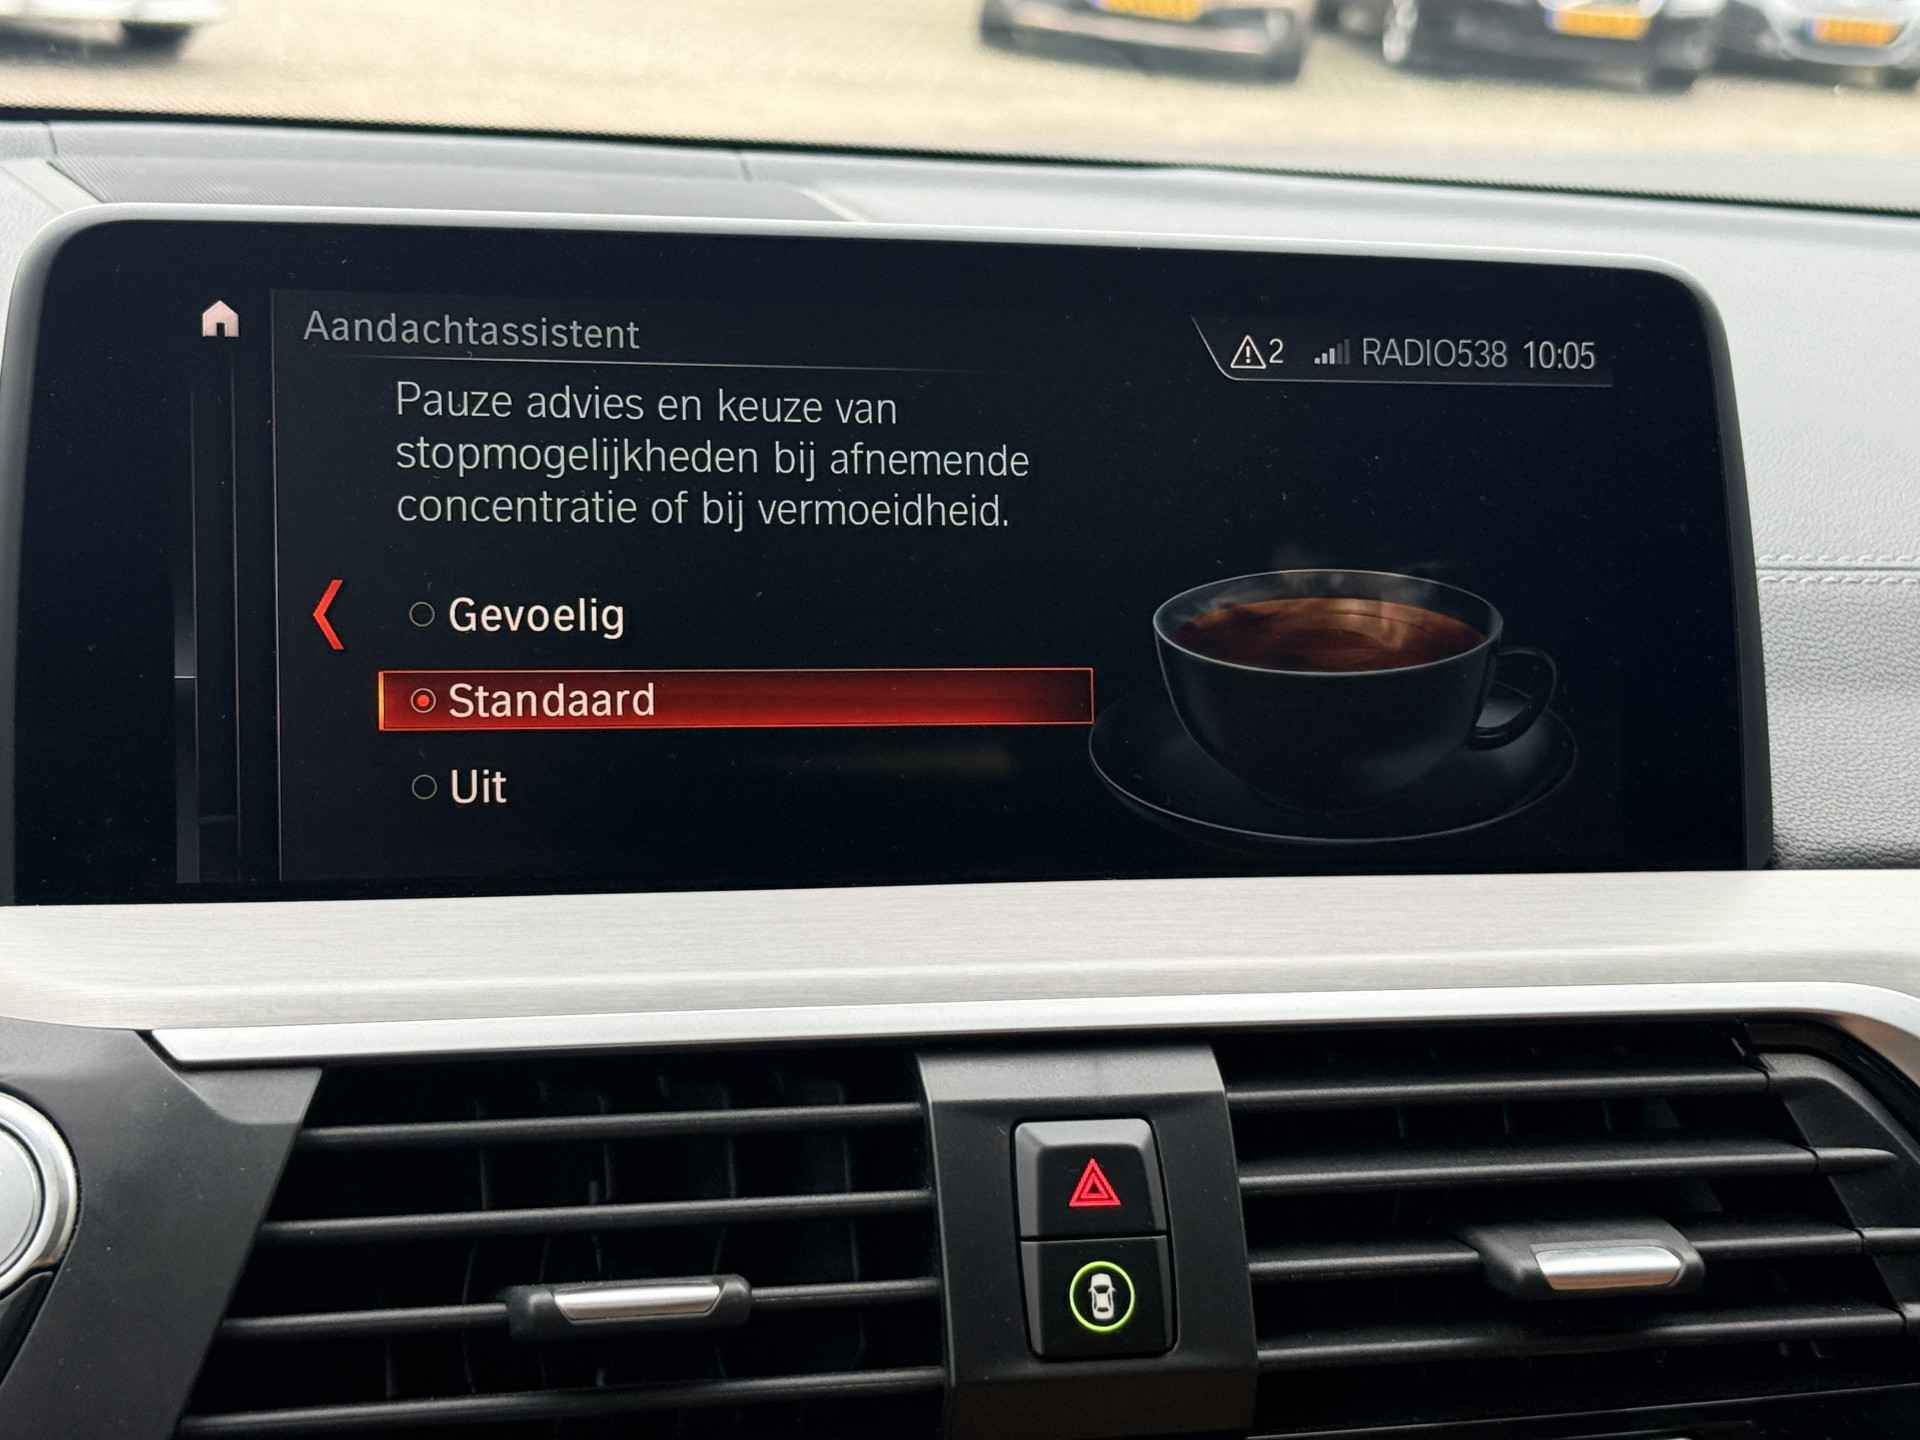 Aandachtassistent
2 RADIO538 10:05
Pauze advies en keuze van
stopmogelijkheden bij afnemende
concentratie of bij vermoeidheid.
Gevoelig
Standaard
Uit